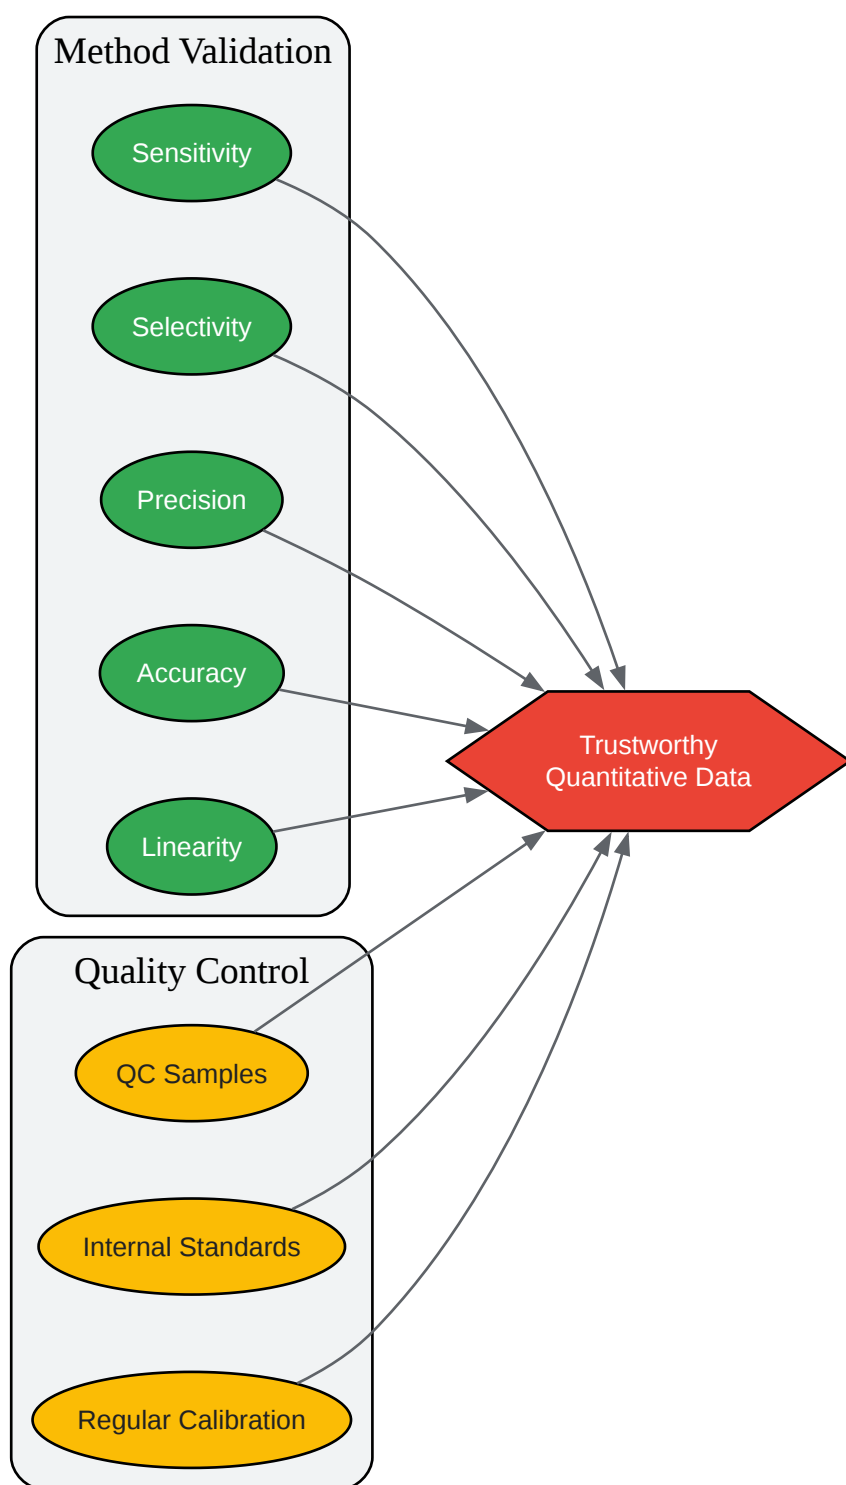 Method Validation
Sensitivity
Selectivity
Precision
Accuracy
Linearity
Trustworthy
Quantitative Data
Quality Control
QC Samples
Internal Standards
Regular Calibration